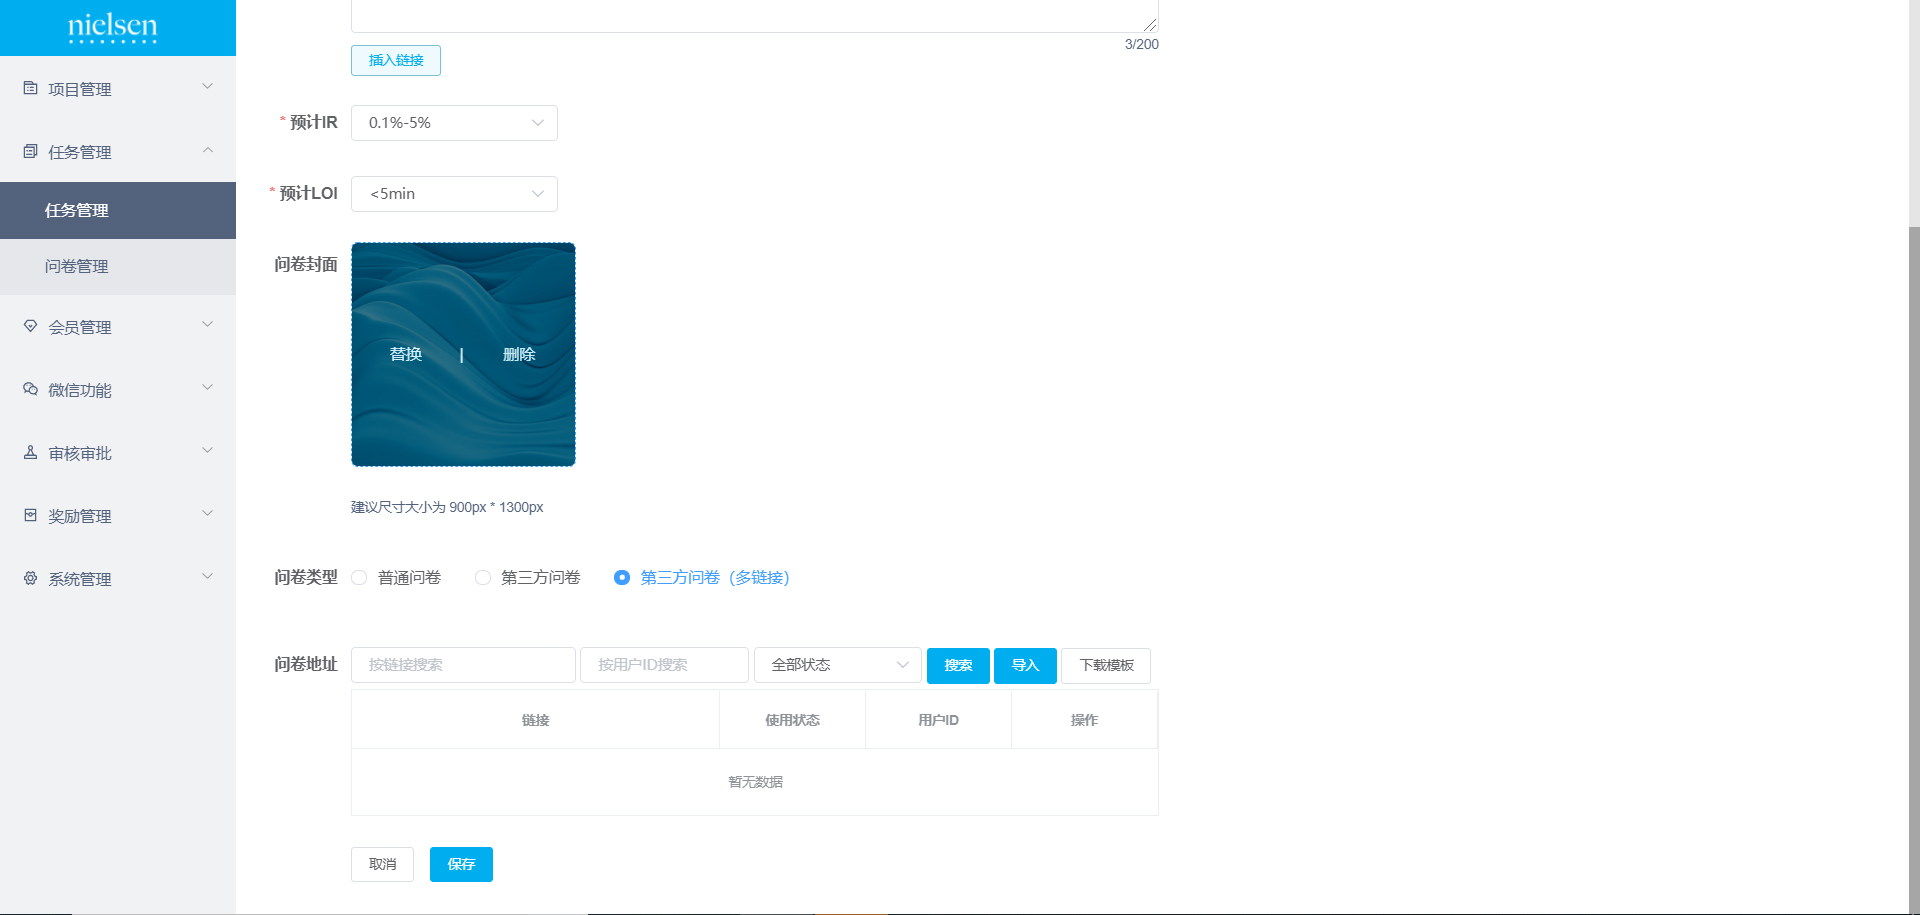 nielsen
项目管理
任务管理
任务管理
问卷管理
会员管理
微信功能
审核审批
奖励管理
系统管理
3/200
插入链接
* 预计IR 0.1%-5%
* 预计LOI <5min
问卷封面
替换 | 删除
建议尺寸大小为 900px * 1300px
问卷类型 普通问卷 第三方问卷 第三方问卷（多链接）
问卷地址 按链接搜索 按用户ID搜索 全部状态 搜索 导入 下载模板
链接 使用状态 用户ID 操作
暂无数据
取消 保存